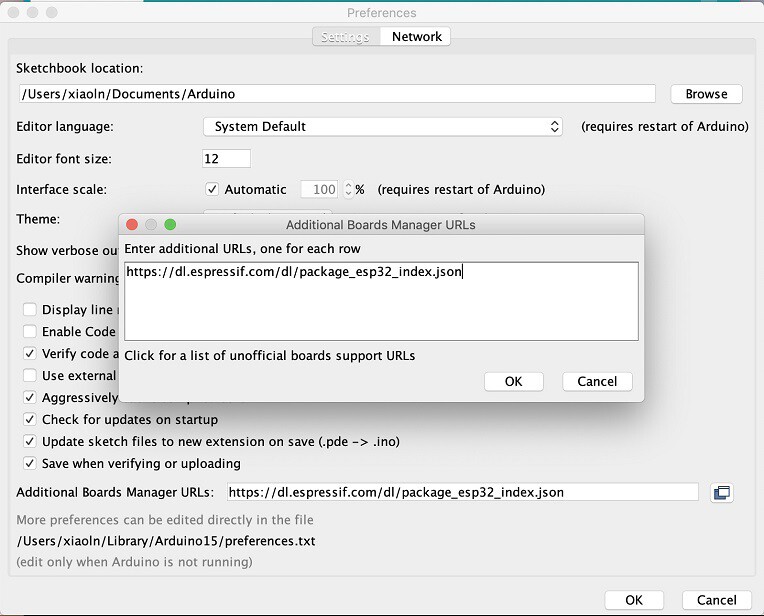 Preferences
Settings Network
Sketchbook location:
/Users/xiaoln/Documents/Arduino Browse
Editor language: System Default (requires restart of Arduino)
Editor font size: 12
Interface scale: Automatic 100 % (requires restart of Arduino)
Theme:
Additional Boards Manager URLs
Show verbose
Enter additional URLs, one for each row
https://dl.espressif.com/dl/package_esp32_index.json
Compiler
Display line
Enable Code
Verify code
Click for a list of unofficial boards support URLs
Use external
OK Cancel
Aggressively
Check for updates on startup
Update sketch files to new extension on save (.pde -> .ino)
Save when verifying or uploading
Additional Boards Manager URLs: https://dl.espressif.com/dl/package_esp32_index.json
More preferences can be edited directly in the file
/Users/xiaoln/Library/Arduino15/preferences.txt
(edit only when Arduino is not running)
OK Cancel